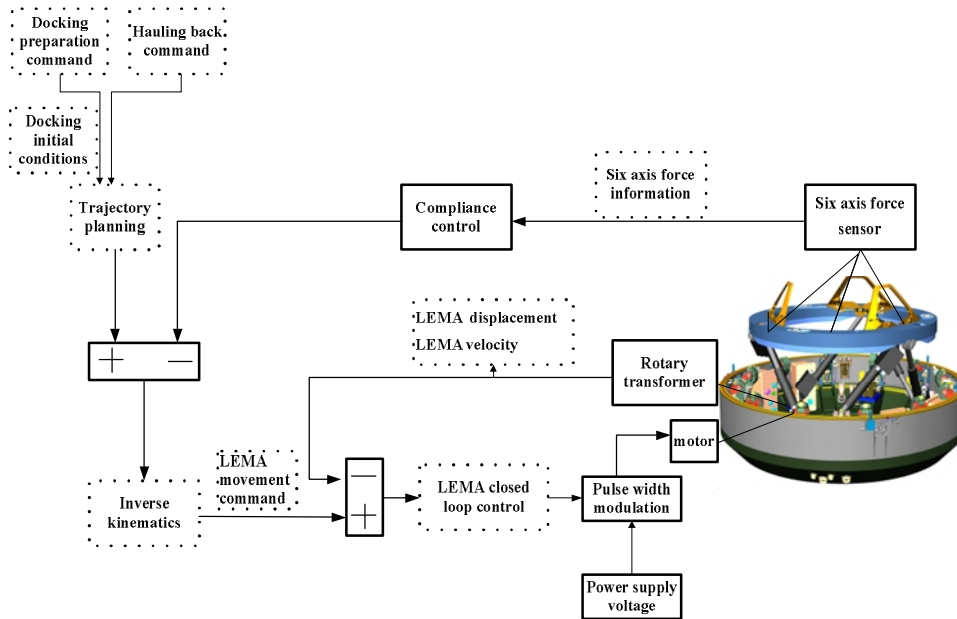 Docking
preparation
command
Hauling back
command
Docking
initial
conditions
Trajectory
planning
Compliance
control
Six axis force
information
Six axis force
sensor
+ −
LEMA displacement
LEMA velocity
Rotary
transformer
motor
Inverse
kinematics
LEMA
movement
command
−
+
LEMA closed
loop control
Pulse width
modulation
Power supply
voltage